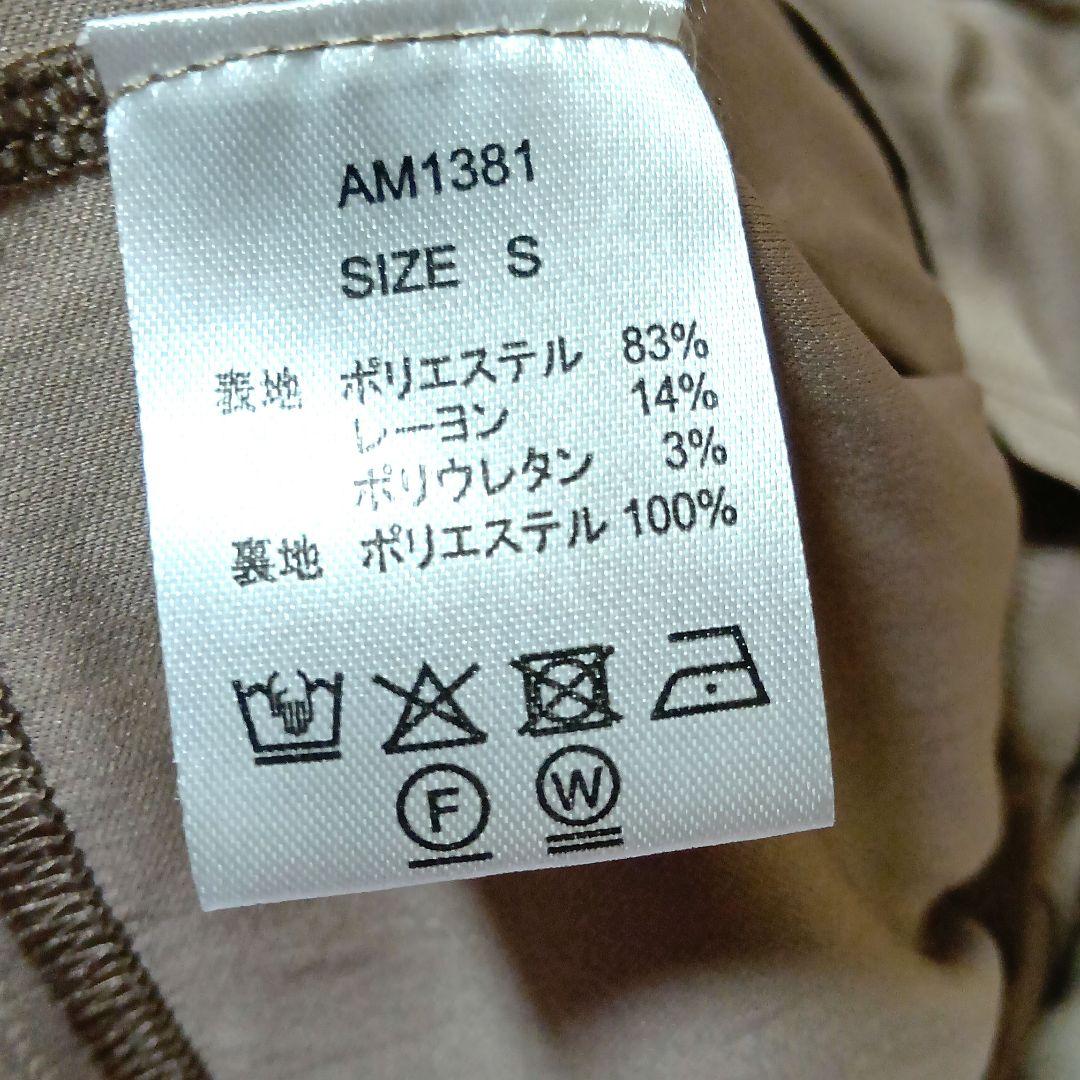 AM1381
SIZE S
表地 ポリエステル 83%
レーヨン 14%
ポリウレタン 3%
裏地 ポリエステル 100%
F W